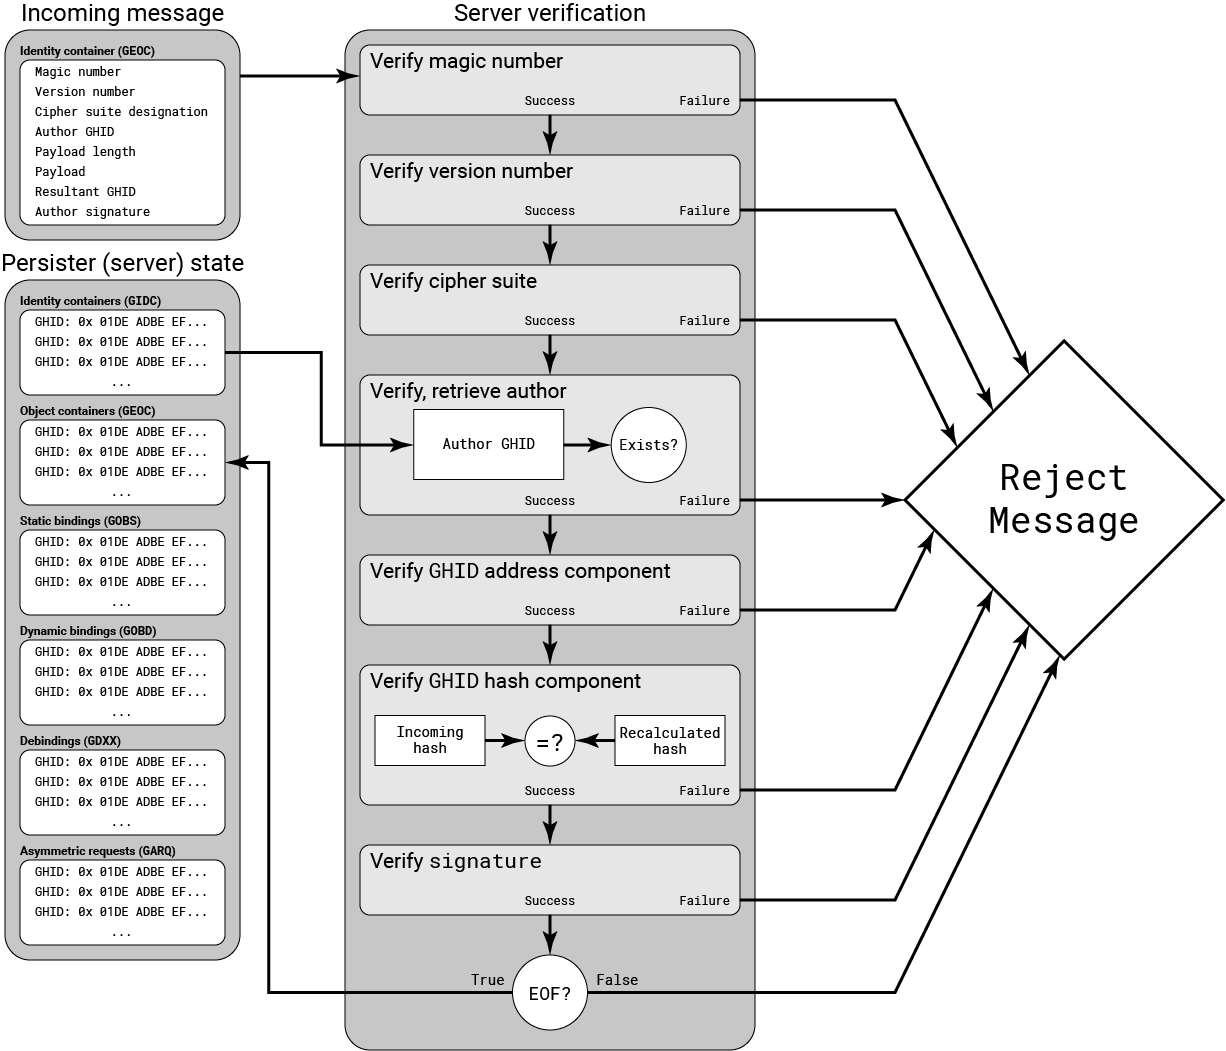 Incoming message
Identity container (GEOC)
Magic number
Version number
Cipher suite designation
Author GHID
Payload length
Payload
Resultant GHID
Author signature
Persister (server) state
Identity containers (GIDC)
GHID: 0x 01DE ADBE EF...
GHID: 0x 01DE ADBE EF...
GHID: 0x 01DE ADBE EF...
...
Object containers (GEOC)
GHID: 0x 01DE ADBE EF...
GHID: 0x 01DE ADBE EF...
GHID: 0x 01DE ADBE EF...
...
Static bindings (GOBS)
GHID: 0x 01DE ADBE EF...
GHID: 0x 01DE ADBE EF...
GHID: 0x 01DE ADBE EF...
...
Dynamic bindings (GOBD)
GHID: 0x 01DE ADBE EF...
GHID: 0x 01DE ADBE EF...
GHID: 0x 01DE ADBE EF...
...
Debindings (GDXX)
GHID: 0x 01DE ADBE EF...
GHID: 0x 01DE ADBE EF...
GHID: 0x 01DE ADBE EF...
...
Asymmetric requests (GARQ)
GHID: 0x 01DE ADBE EF...
GHID: 0x 01DE ADBE EF...
GHID: 0x 01DE ADBE EF...
...
Server verification
Verify magic number
Success Failure
Verify version number
Success Failure
Verify cipher suite
Success Failure
Verify, retrieve author
Author GHID
Exists?
Success Failure
Verify GHID address component
Success Failure
Verify GHID hash component
Incoming
hash
=?
Recalculated
hash
Success Failure
Verify signature
Success Failure
True
EOF?
False
Reject
Message